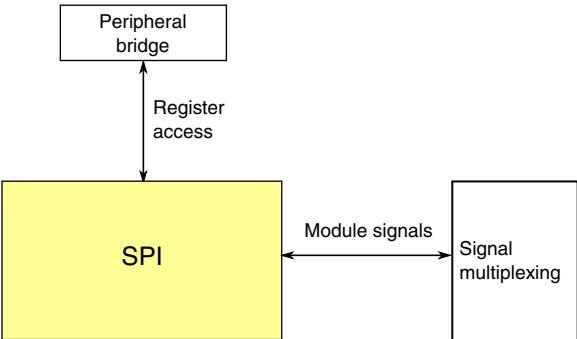 Peripheral
bridge
Register
access
SPI
Module signals
Signal
multiplexing